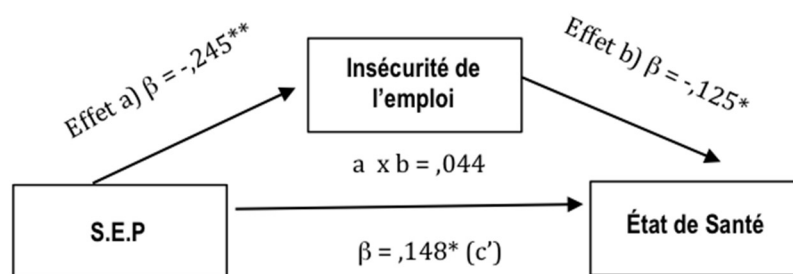 Effet a) β = -,245**
Insécurité de
l’emploi
Effet b) β = -,125*
a x b = ,044
S.E.P
État de Santé
β = ,148* (c’)